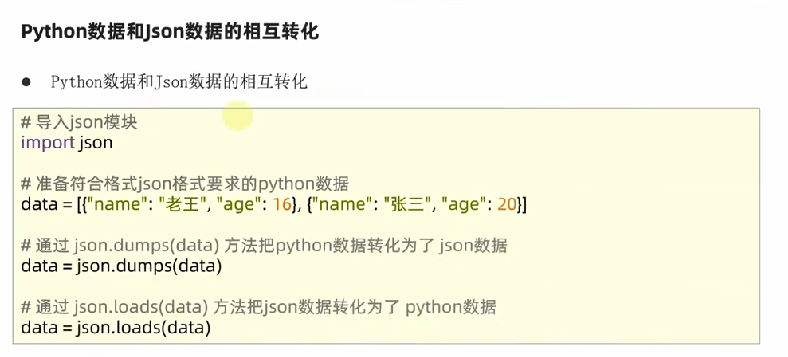 Python数据和Json数据的相互转化
● Python数据和Json数据的相互转化
# 导入json模块
import json
# 准备符合格式json格式要求的python数据
data = [{"name": "老王", "age": 16}, {"name": "张三", "age": 20}]
# 通过 json.dumps(data) 方法把python数据转化为了 json数据
data = json.dumps(data)
# 通过 json.loads(data) 方法把json数据转化为了 python数据
data = json.loads(data)